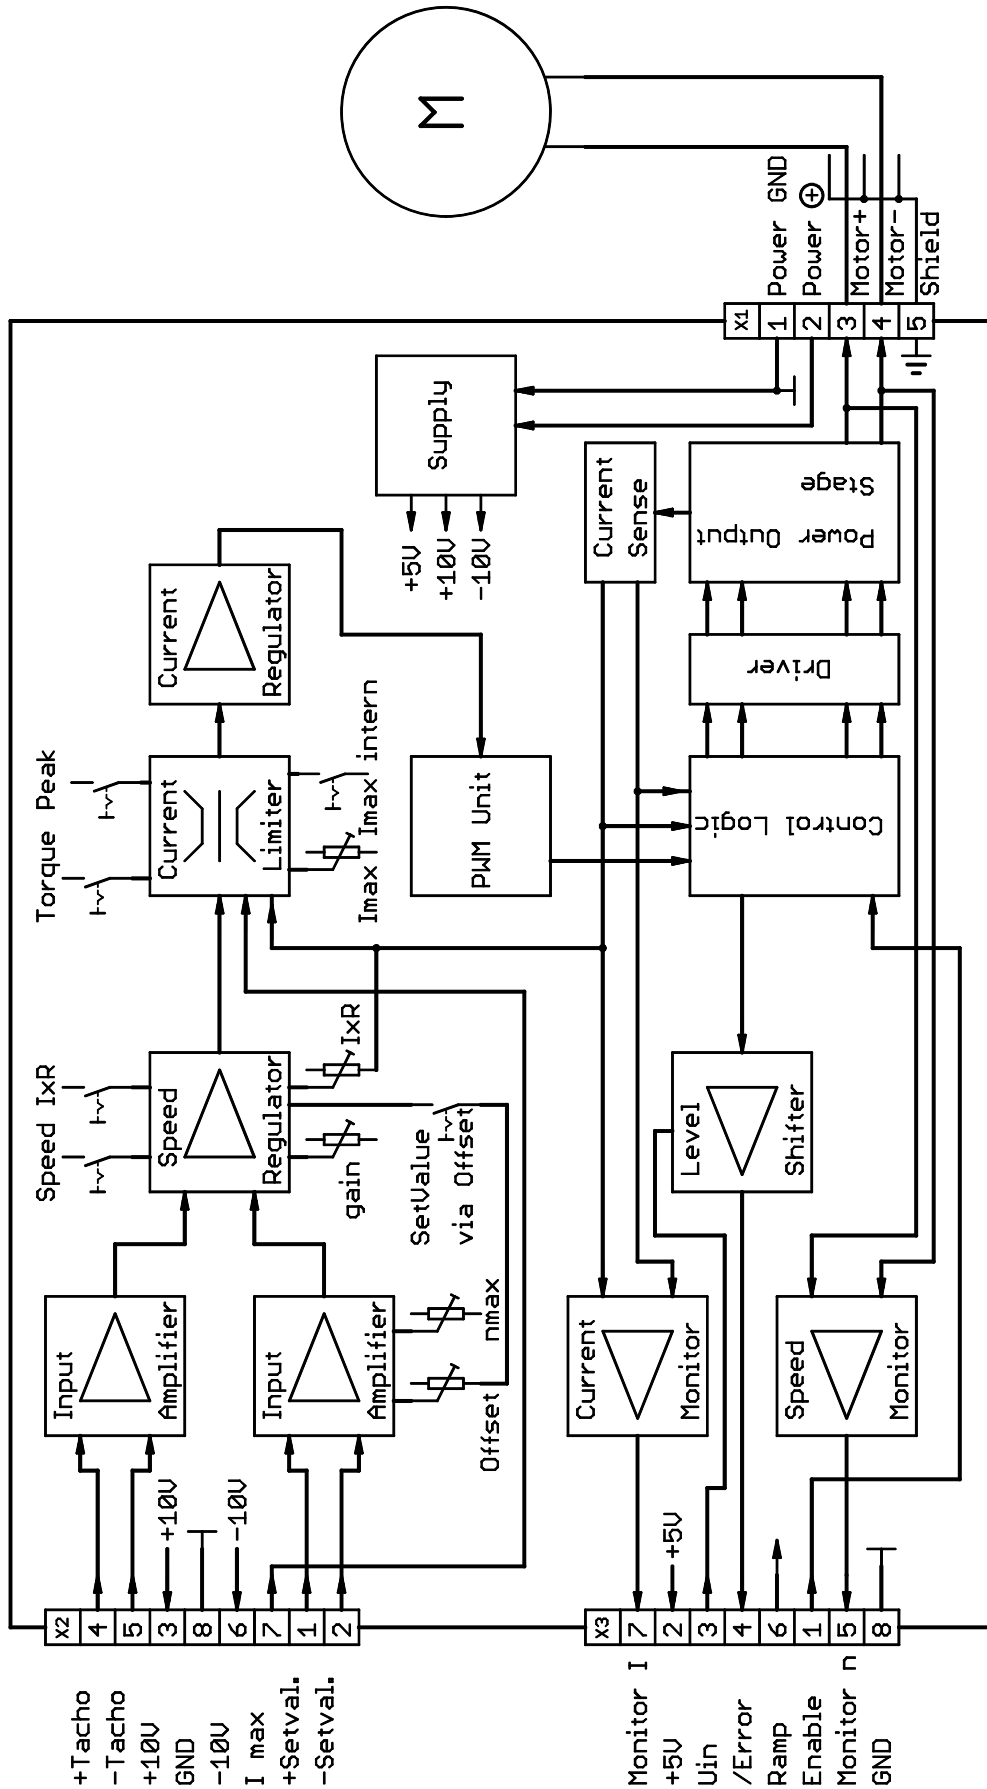 +Tacho
-Tacho
+10V
GND
-10V
I max
+Setval.
-Setval.
X2
4
5
3
8
6
7
1
2
+10V
-10V
Input
Amplifier
Input
Amplifier
Offset
nmax
Speed IxR
Speed
Regulator
gain
IxR
SetValue
via Offset
Torque Peak
Current
Limiter
Imax
Imax intern
Current
Regulator
PWM Unit
+5V
+10V
-10V
Supply
M
Monitor I
+5V
Uin
/Error
Ramp
Enable
Monitor n
GND
X3
7
2
3
4
6
1
5
8
+5V
Current
Monitor
Speed
Monitor
Level
Shifter
Control
Logic
Driver
Power Output
Stage
Current
Sense
X1
1
2
3
4
5
Power GND
Power +
Motor+
Motor-
Shield